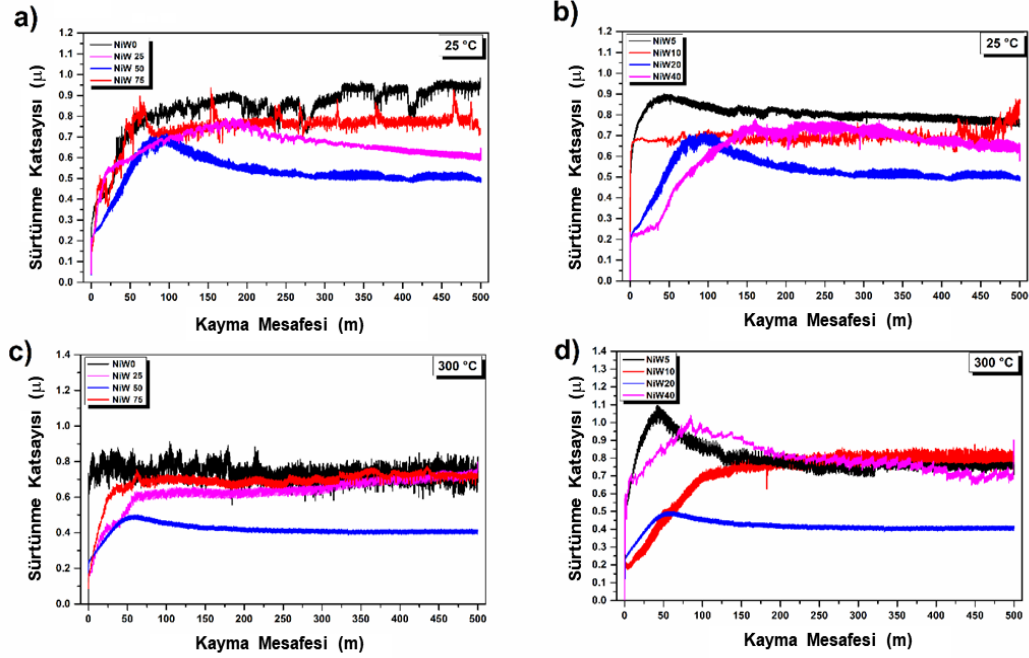 a)
25 °C
NiW0
NiW 25
NiW 50
NiW 75
Sürtünme Katsayısı (μ)
1.2
1.1
1.0
0.9
0.8
0.7
0.6
0.5
0.4
0.3
0.2
0.1
0.0
0 50 100 150 200 250 300 350 400 450 500
Kayma Mesafesi (m)
b)
25 °C
NiW5
NiW10
NiW20
NiW40
Sürtünme Katsayısı (μ)
1.2
1.1
1.0
0.9
0.8
0.7
0.6
0.5
0.4
0.3
0.2
0.1
0.0
0 50 100 150 200 250 300 350 400 450 500
Kayma Mesafesi (m)
c)
300 °C
NiW0
NiW 25
NiW 50
NiW 75
Sürtünme Katsayısı (μ)
1.4
1.2
1.0
0.8
0.6
0.4
0.2
0.0
0 50 100 150 200 250 300 350 400 450 500
Kayma Mesafesi (m)
d)
300 °C
NiW5
NiW10
NiW20
NiW40
Sürtünme Katsayısı (μ)
1.4
1.3
1.2
1.1
1.0
0.9
0.8
0.7
0.6
0.5
0.4
0.3
0.2
0.1
0.0
0 50 100 150 200 250 300 350 400 450 500
Kayma Mesafesi (m)